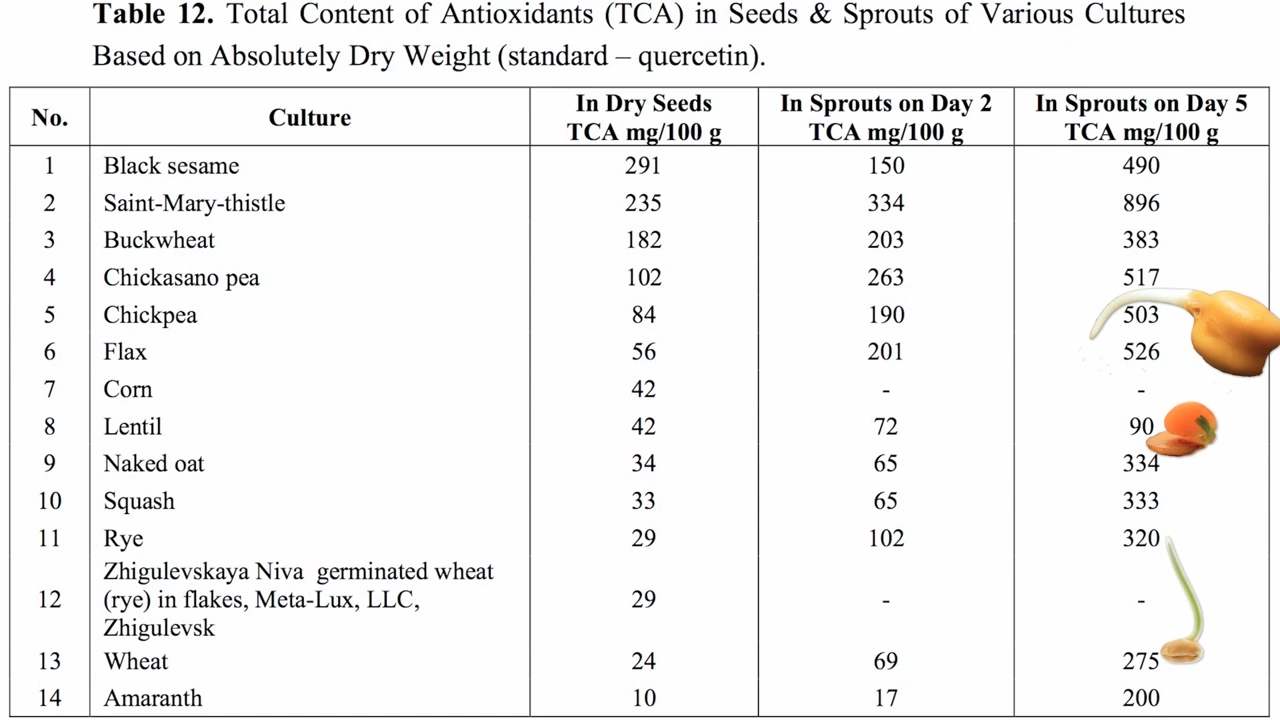 Table 12. Total Content of Antioxidants (TCA) in Seeds & Sprouts of Various Cultures
Based on Absolutely Dry Weight (standard – quercetin).
No. Culture In Dry Seeds TCA mg/100 g In Sprouts on Day 2 TCA mg/100 g In Sprouts on Day 5 TCA mg/100 g
1 Black sesame 291 150 490
2 Saint-Mary-thistle 235 334 896
3 Buckwheat 182 203 383
4 Chickasano pea 102 263 517
5 Chickpea 84 190 503
6 Flax 56 201 526
7 Corn 42 - -
8 Lentil 42 72 90
9 Naked oat 34 65 334
10 Squash 33 65 333
11 Rye 29 102 320
12 Zhigulevskaya Niva germinated wheat
(rye) in flakes, Meta-Lux, LLC, 29 - -
Zhigulevsk
13 Wheat 24 69 275
14 Amaranth 10 17 200